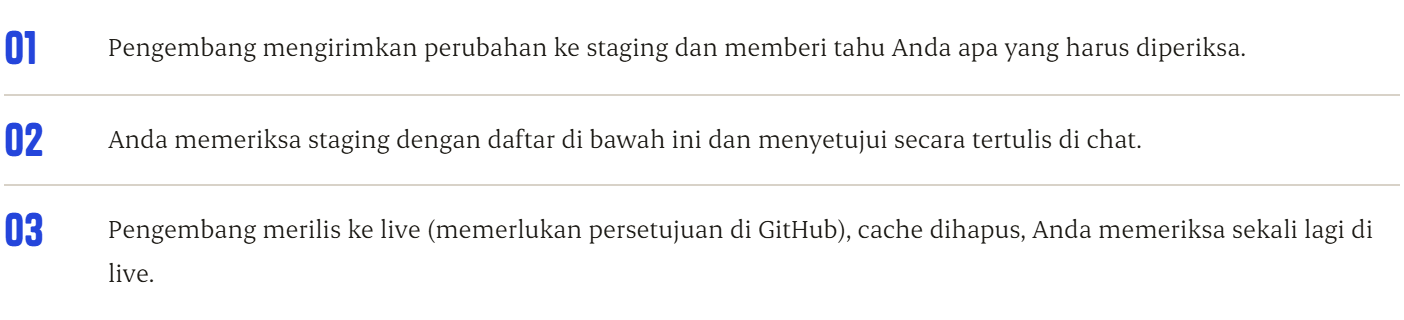 01 Pengembang mengirimkan perubahan ke staging dan memberi tahu Anda apa yang harus diperiksa.
02 Anda memeriksa staging dengan daftar di bawah ini dan menyetujui secara tertulis di chat.
03 Pengembang merilis ke live (memerlukan persetujuan di GitHub), cache dihapus, Anda memeriksa sekali lagi di
live.